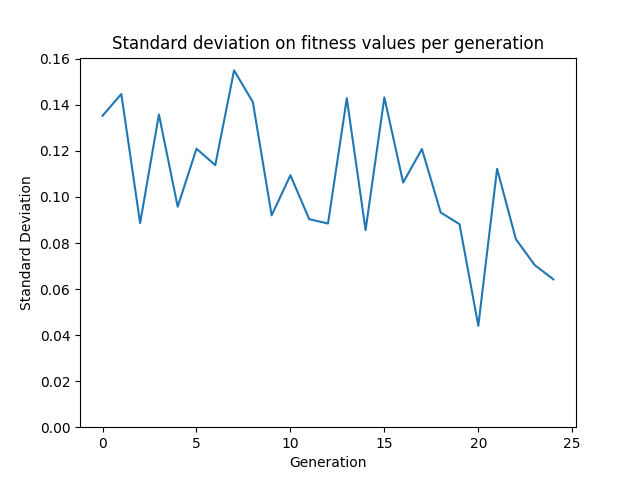 Standard deviation on fitness values per generation
0.16
0.14
0.12
0.10
0.08
0.06
0.04
0.02
0.00
Standard Deviation
0 5 10 15 20 25
Generation